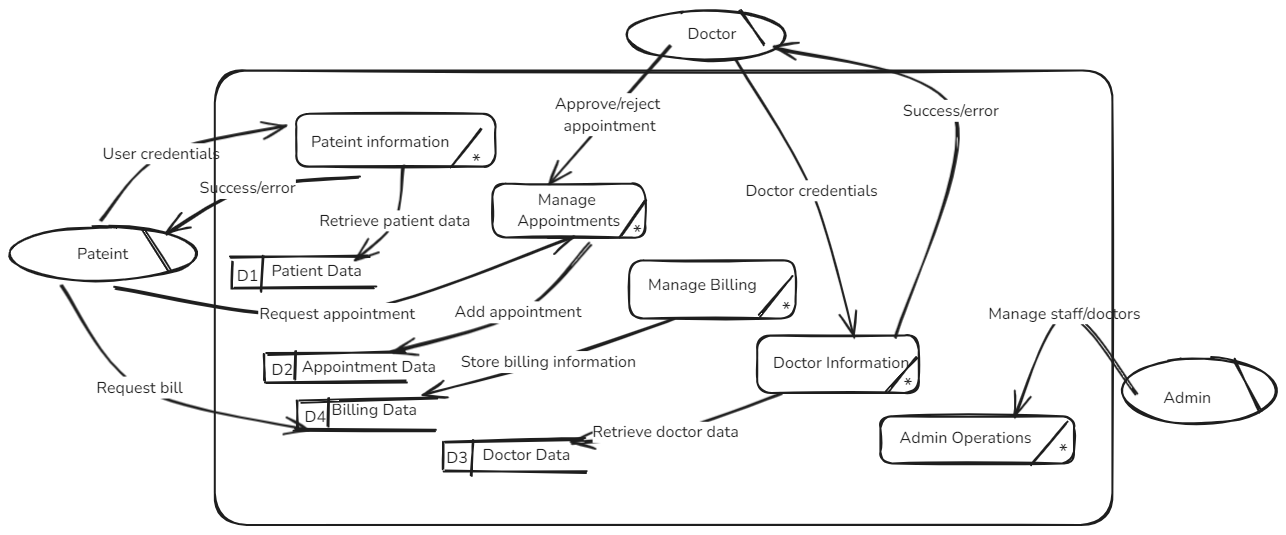 Doctor
Approve/reject
appointment
Success/error
Pateint information
*
User credentials
Success/error
Doctor credentials
Manage
Appointments
*
Retrieve patient data
Pateint
D1
Patient Data
Manage Billing
*
Request appointment
Add appointment
Manage staff/doctors
D2
Appointment Data
Store billing information
Doctor Information
*
Request bill
D4
Billing Data
Admin
Retrieve doctor data
Admin Operations
*
D3
Doctor Data